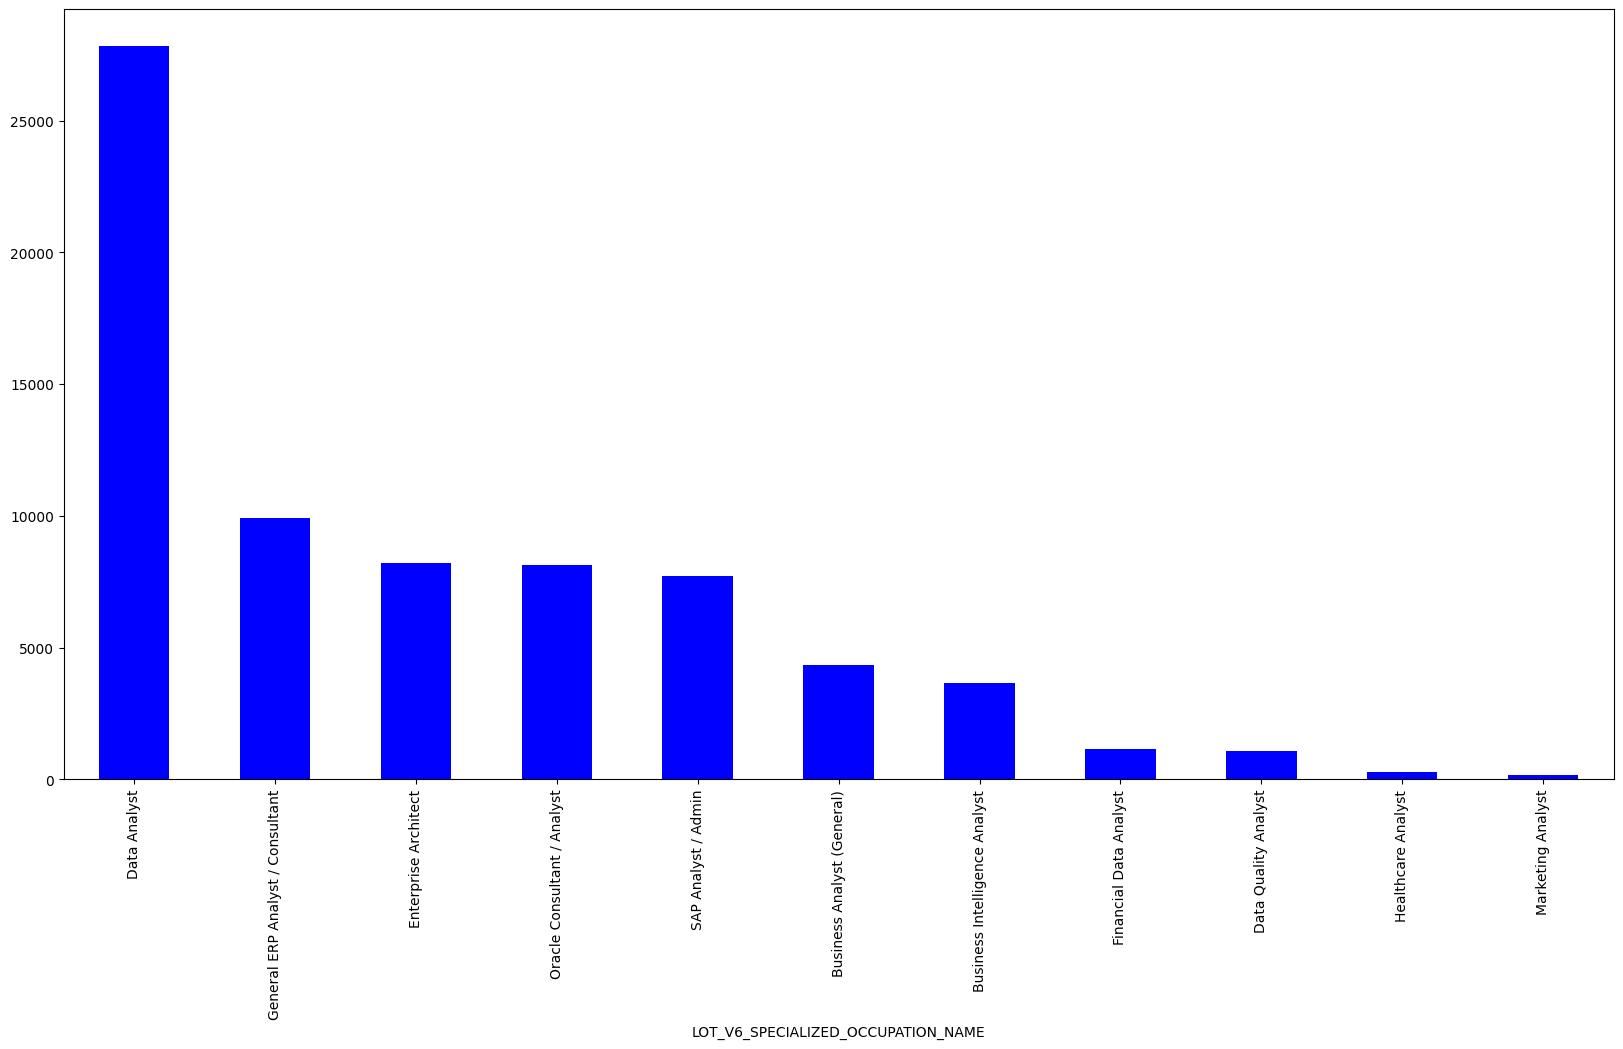 25000
20000
15000
10000
5000
0
Data Analyst
General ERP Analyst / Consultant
Enterprise Architect
Oracle Consultant / Analyst
SAP Analyst / Admin
Business Analyst (General)
Business Intelligence Analyst
Financial Data Analyst
Data Quality Analyst
Healthcare Analyst
Marketing Analyst
LOT_V6_SPECIALIZED_OCCUPATION_NAME